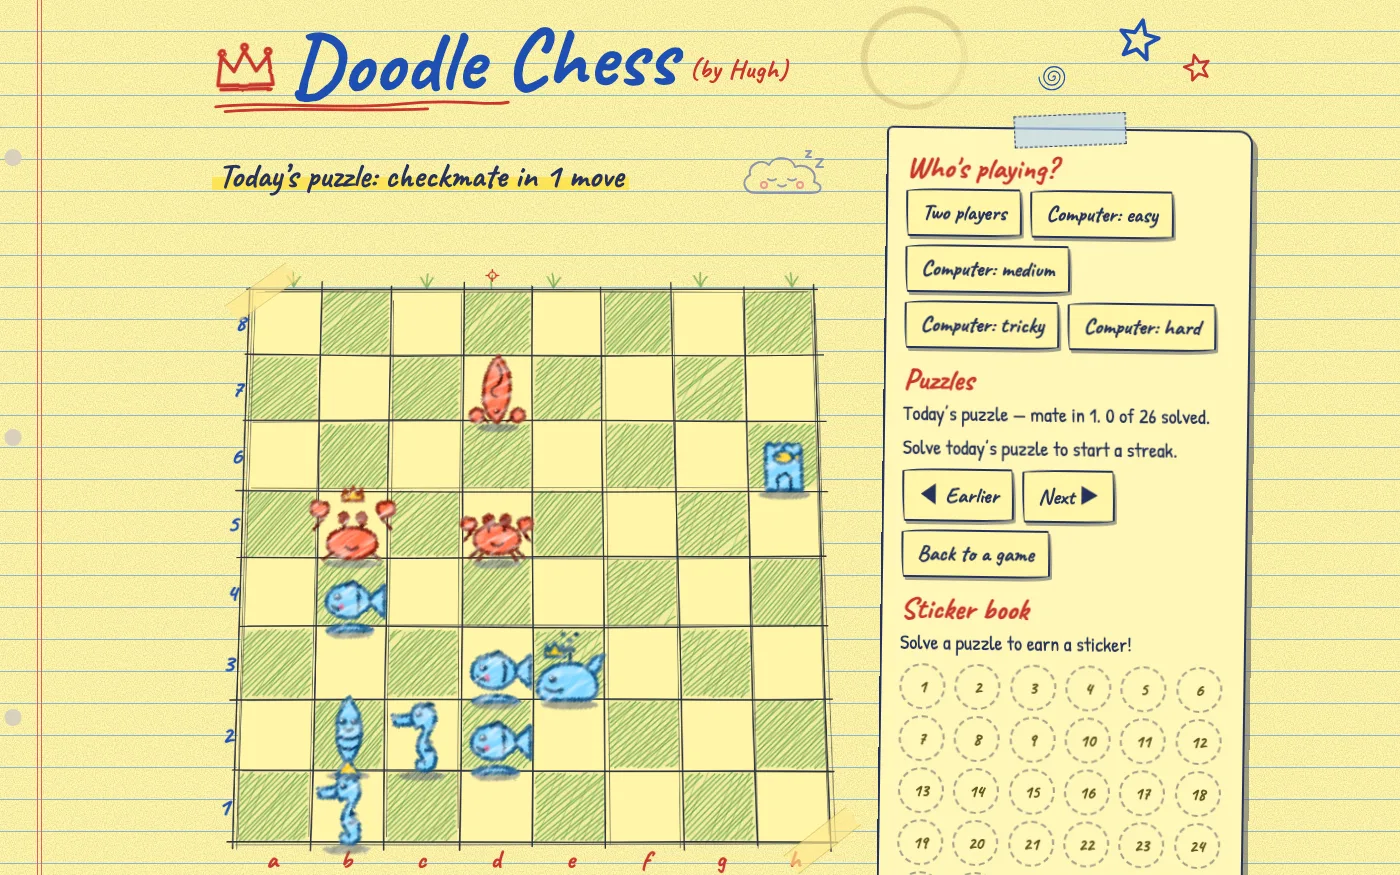 Doodle Chess (by Hugh)
z z
Today's puzzle: checkmate in 1 move
Who's playing?
Two players
Computer: easy
Computer: medium
Computer: tricky
Computer: hard
Puzzles
Today's puzzle — mate in 1. 0 of 26 solved.
Solve today's puzzle to start a streak.
Earlier
Next
Back to a game
Sticker book
Solve a puzzle to earn a sticker!
1 2 3 4 5 6
7 8 9 10 11 12
13 14 15 16 17 18
19 20 21 22 23 24
8
7
6
5
4
3
2
1
a b c d e f g h